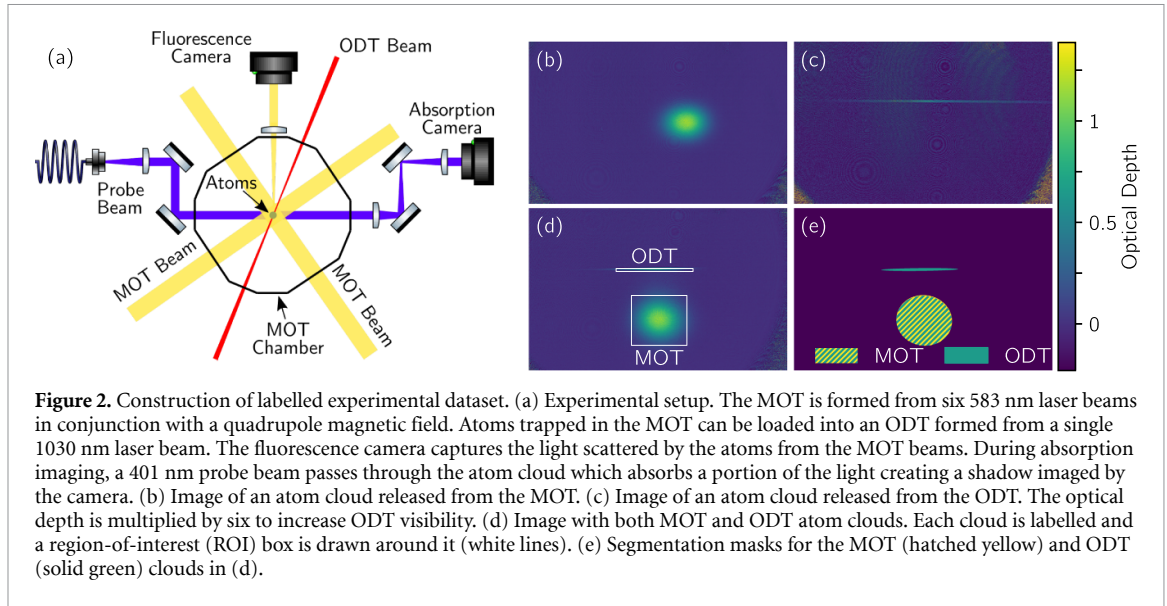 (a)
Fluorescence
Camera
ODT Beam
Absorption
Camera
Probe
Beam
Atoms
MOT Beam
MOT Beam
MOT
Chamber
(b)
(c)
(d)
ODT
MOT
(e)
MOT
ODT
1
0.5
0
Optical Depth
Figure 2. Construction of labelled experimental dataset. (a) Experimental setup. The MOT is formed from six 583 nm laser beams
in conjunction with a quadrupole magnetic field. Atoms trapped in the MOT can be loaded into an ODT formed from a single
1030 nm laser beam. The fluorescence camera captures the light scattered by the atoms from the MOT beams. During absorption
imaging, a 401 nm probe beam passes through the atom cloud which absorbs a portion of the light creating a shadow imaged by
the camera. (b) Image of an atom cloud released from the MOT. (c) Image of an atom cloud released from the ODT. The optical
depth is multiplied by six to increase ODT visibility. (d) Image with both MOT and ODT atom clouds. Each cloud is labelled and
a region-of-interest (ROI) box is drawn around it (white lines). (e) Segmentation masks for the MOT (hatched yellow) and ODT
(solid green) clouds in (d).